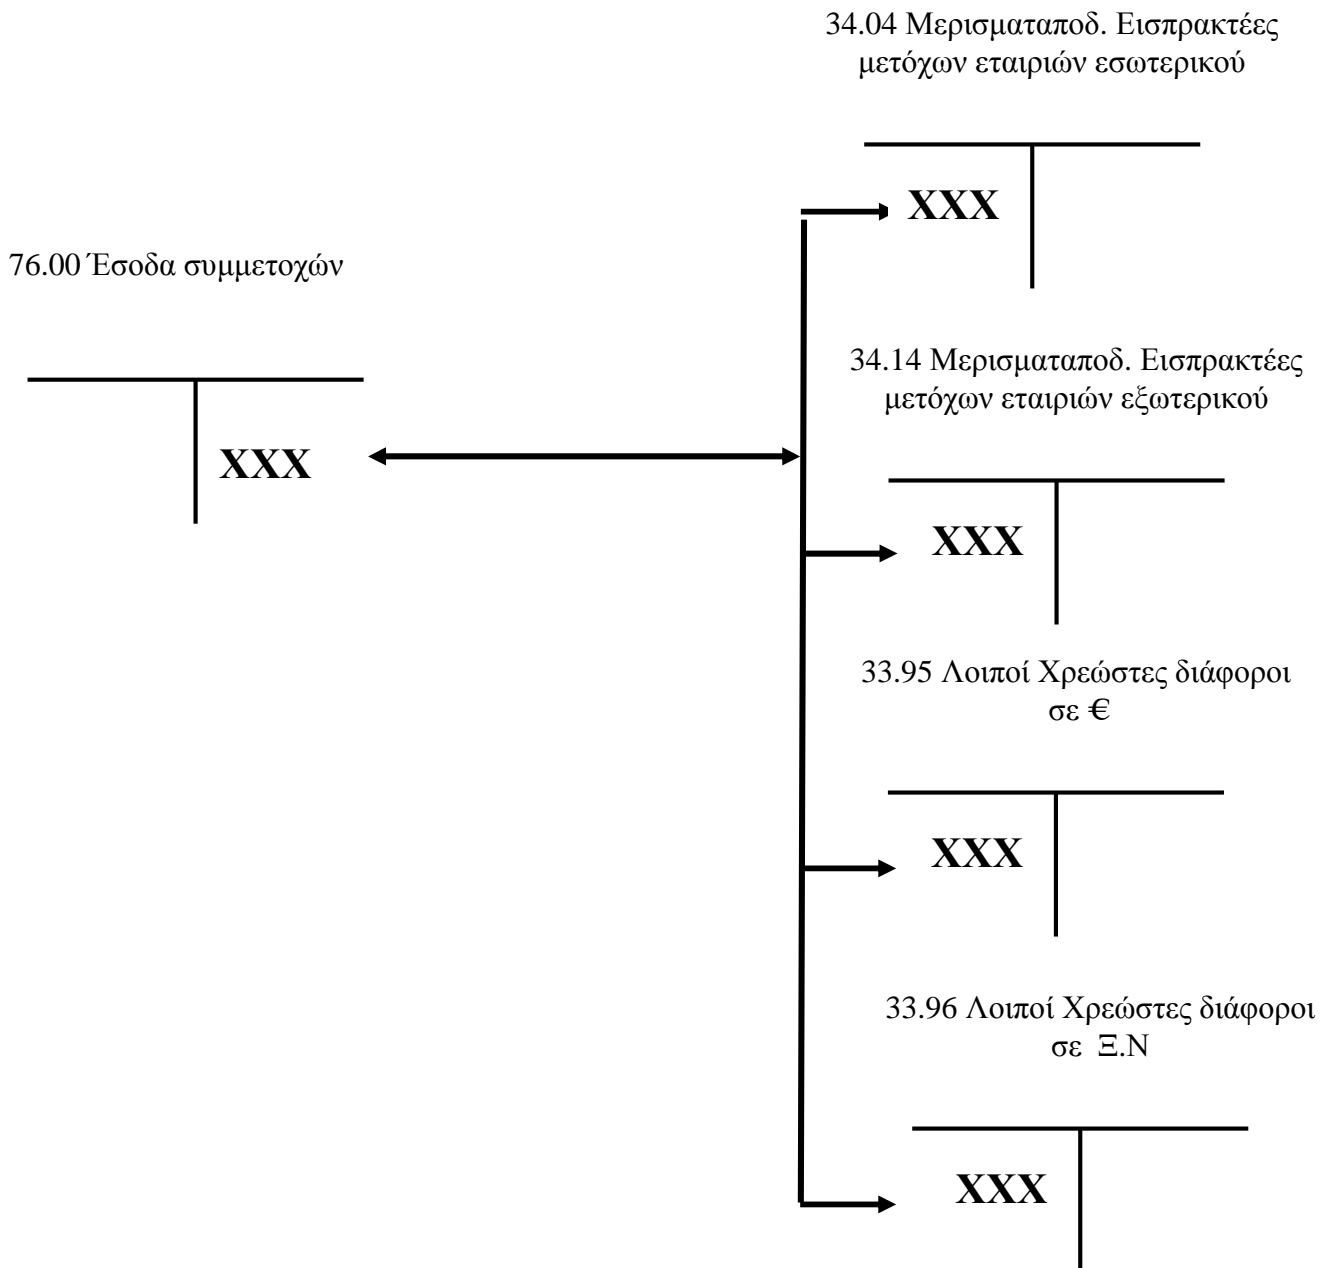 34.04 Μερισματαποδ. Εισπρακτέες
μετόχων εταιριών εσωτερικού
XXX
76.00 Έσοδα συμμετοχών
34.14 Μερισματαποδ. Εισπρακτέες
μετόχων εταιριών εξωτερικού
XXX
XXX
33.95 Λοιποί Χρεώστες διάφοροι
σε €
XXX
33.96 Λοιποί Χρεώστες διάφοροι
σε Ξ.Ν
XXX